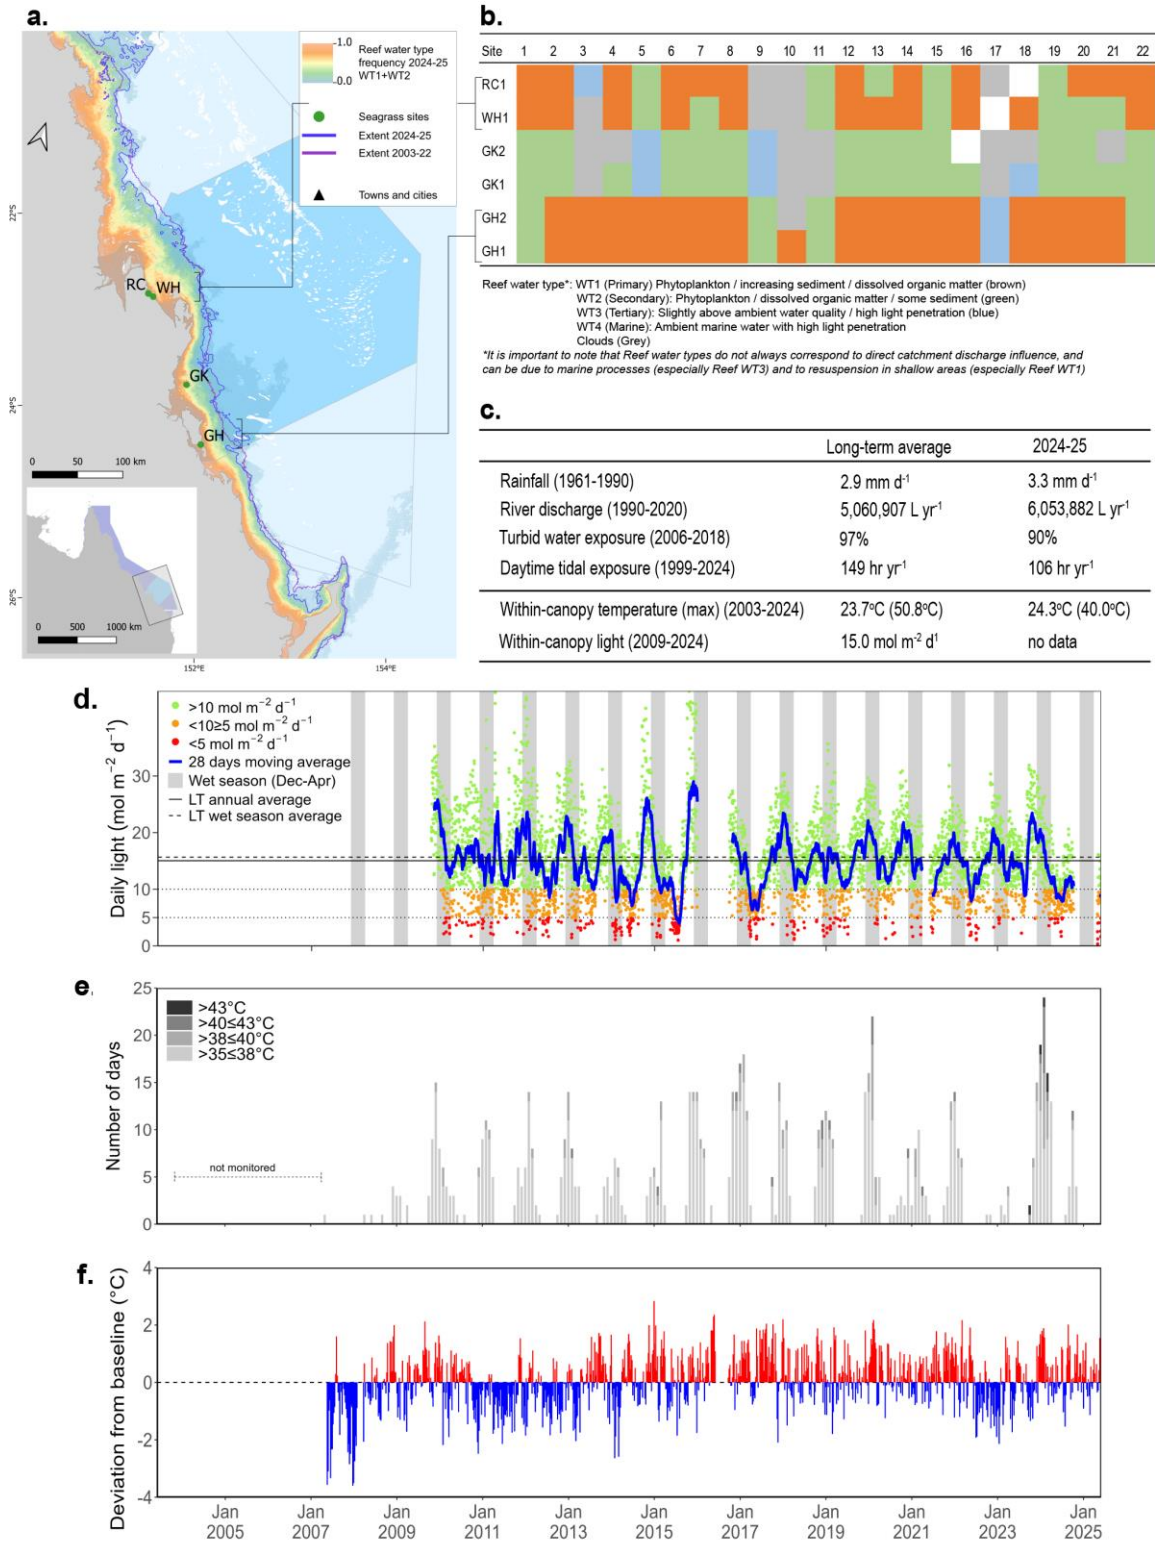 a.
1.0
0.0
Reef water type
frequency 2024-25
WT1+WT2
Seagrass sites
Extent 2024-25
Extent 2003-22
Towns and cities
22°S
24°S
26°S
RC WH
GK
GH
0 50 100 km
0 500 1000 km
152°E 154°E
b.
Site 1 2 3 4 5 6 7 8 9 10 11 12 13 14 15 16 17 18 19 20 21 22
RC1
WH1
GK2
GK1
GH2
GH1
Reef water type*: WT1 (Primary) Phytoplankton / increasing sediment / dissolved organic matter (brown)
WT2 (Secondary): Phytoplankton / dissolved organic matter / some sediment (green)
WT3 (Tertiary): Slightly above ambient water quality / high light penetration (blue)
WT4 (Marine): Ambient marine water with high light penetration
Clouds (Grey)
*It is important to note that Reef water types do not always correspond to direct catchment discharge influence, and
can be due to marine processes (especially Reef WT3) and to resuspension in shallow areas (especially Reef WT1)
c.
Long-term average 2024-25
Rainfall (1961-1990) 2.9 mm d⁻¹ 3.3 mm d⁻¹
River discharge (1990-2020) 5,060,907 L yr⁻¹ 6,053,882 L yr⁻¹
Turbid water exposure (2006-2018) 97% 90%
Daytime tidal exposure (1999-2024) 149 hr yr⁻¹ 106 hr yr⁻¹
Within-canopy temperature (max) (2003-2024) 23.7°C (50.8°C) 24.3°C (40.0°C)
Within-canopy light (2009-2024) 15.0 mol m⁻² d¹ no data
d.
>10 mol m⁻² d⁻¹
<10≥5 mol m⁻² d⁻¹
<5 mol m⁻² d⁻¹
28 days moving average
Wet season (Dec-Apr)
LT annual average
LT wet season average
Daily light (mol m⁻² d⁻¹)
30
20
10
5
0
e.
>43°C
>40≤43°C
>38≤40°C
>35≤38°C
not monitored
Number of days
25
20
15
10
5
0
f.
Deviation from baseline (°C)
4
2
0
-2
-4
Jan Jan Jan Jan Jan Jan Jan Jan Jan Jan Jan
2005 2007 2009 2011 2013 2015 2017 2019 2021 2023 2025